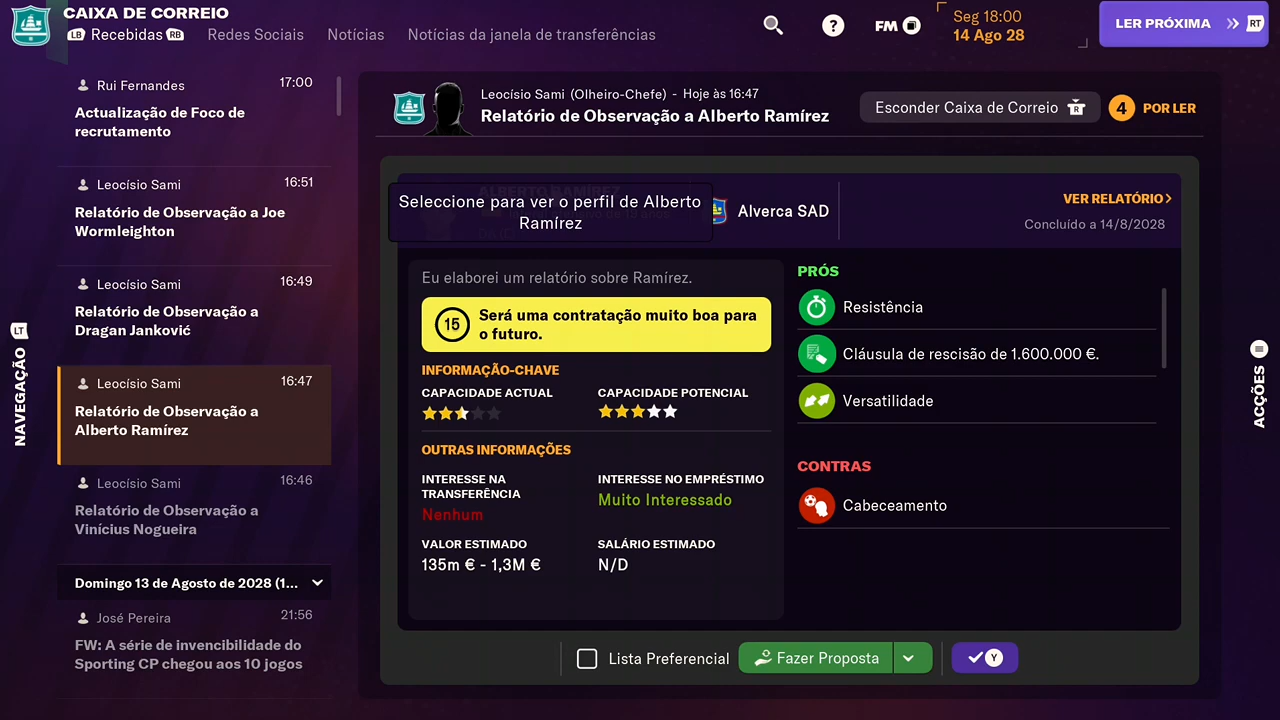 CAIXA DE CORREIO
LB Recebidas RB Redes Sociais Notícias Notícias da janela de transferências
FM
Seg 18:00
14 Ago 28
LER PRÓXIMA RT
Rui Fernandes 17:00
Actualização de Foco de
recrutamento
Leocísio Sami 16:51
Relatório de Observação a Joe
Wormleighton
Leocísio Sami 16:49
Relatório de Observação a
Dragan Janković
Leocísio Sami 16:47
Relatório de Observação a
Alberto Ramírez
Leocísio Sami 16:46
Relatório de Observação a
Vinícius Nogueira
Domingo 13 de Agosto de 2028 (1...
José Pereira 21:56
FW: A série de invencibilidade do
Sporting CP chegou aos 10 jogos
LT
NAVEGAÇÃO
Leocísio Sami (Olheiro-Chefe) - Hoje às 16:47
Relatório de Observação a Alberto Ramírez
Esconder Caixa de Correio R
4 POR LER
ALBERTO RAMÍREZ
Seleccione para ver o perfil de Alberto
Ramírez
Alverca SAD
VER RELATÓRIO
Concluído a 14/8/2028
Eu elaborei um relatório sobre Ramírez.
15 Será uma contratação muito boa para
o futuro.
INFORMAÇÃO-CHAVE
CAPACIDADE ACTUAL CAPACIDADE POTENCIAL
OUTRAS INFORMAÇÕES
INTERESSE NA
TRANSFERÊNCIA
Nenhum
INTERESSE NO EMPRÉSTIMO
Muito Interessado
VALOR ESTIMADO
135m € - 1,3M €
SALÁRIO ESTIMADO
N/D
PRÓS
Resistência
Cláusula de rescisão de 1.600.000 €.
Versatilidade
CONTRAS
Cabeceamento
Lista Preferencial
Fazer Proposta
Y
ACÇÕES